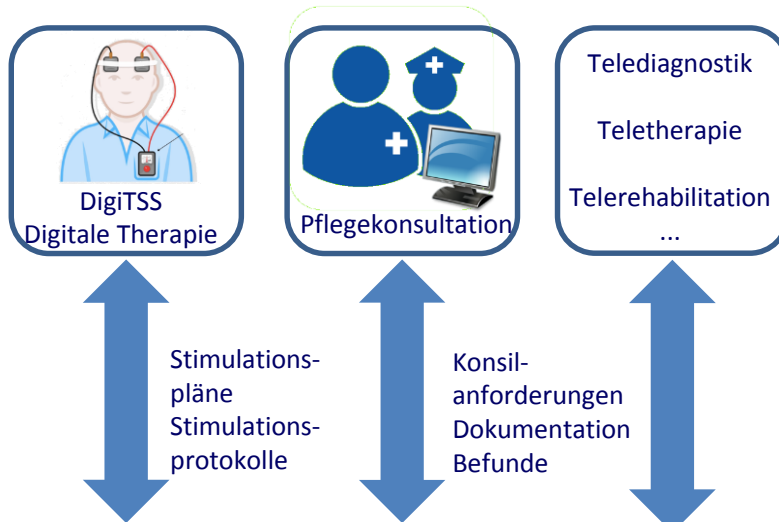 DigiTSS
Digitale Therapie
Pflegekonsultation
Telediagnostik
Teletherapie
Telerehabilitation
...
Stimulations-
pläne
Stimulations-
protokolle
Konsil-
anforderungen
Dokumentation
Befunde